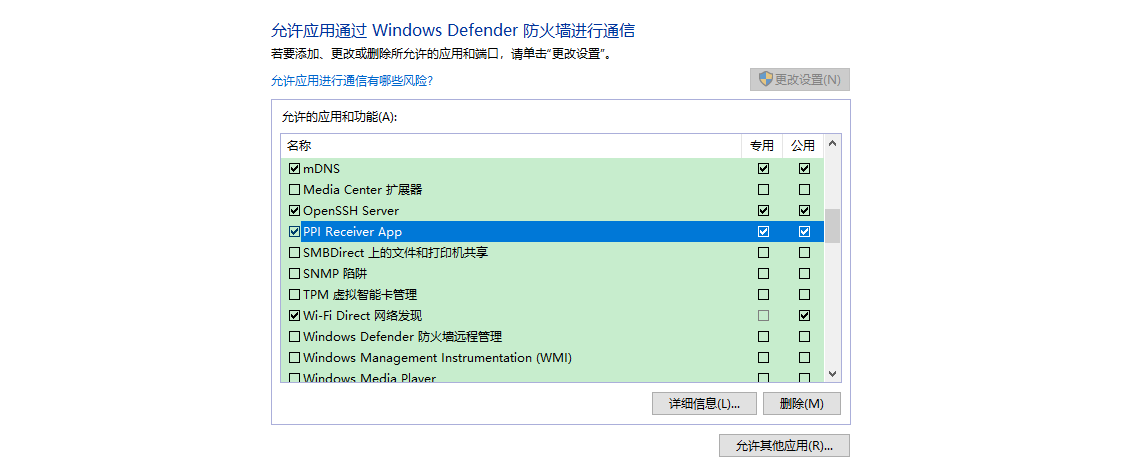 允许应用通过 Windows Defender 防火墙进行通信
若要添加、更改或删除所允许的应用和端口，请单击"更改设置"。
允许应用进行通信有哪些风险?
更改设置(N)
允许的应用和功能(A):
名称 专用 公用
mDNS
Media Center 扩展器
OpenSSH Server
PPI Receiver App
SMBDirect 上的文件和打印机共享
SNMP 陷阱
TPM 虚拟智能卡管理
Wi-Fi Direct 网络发现
Windows Defender 防火墙远程管理
Windows Management Instrumentation (WMI)
Windows Media Player
详细信息(L)... 删除(M)
允许其他应用(R)...